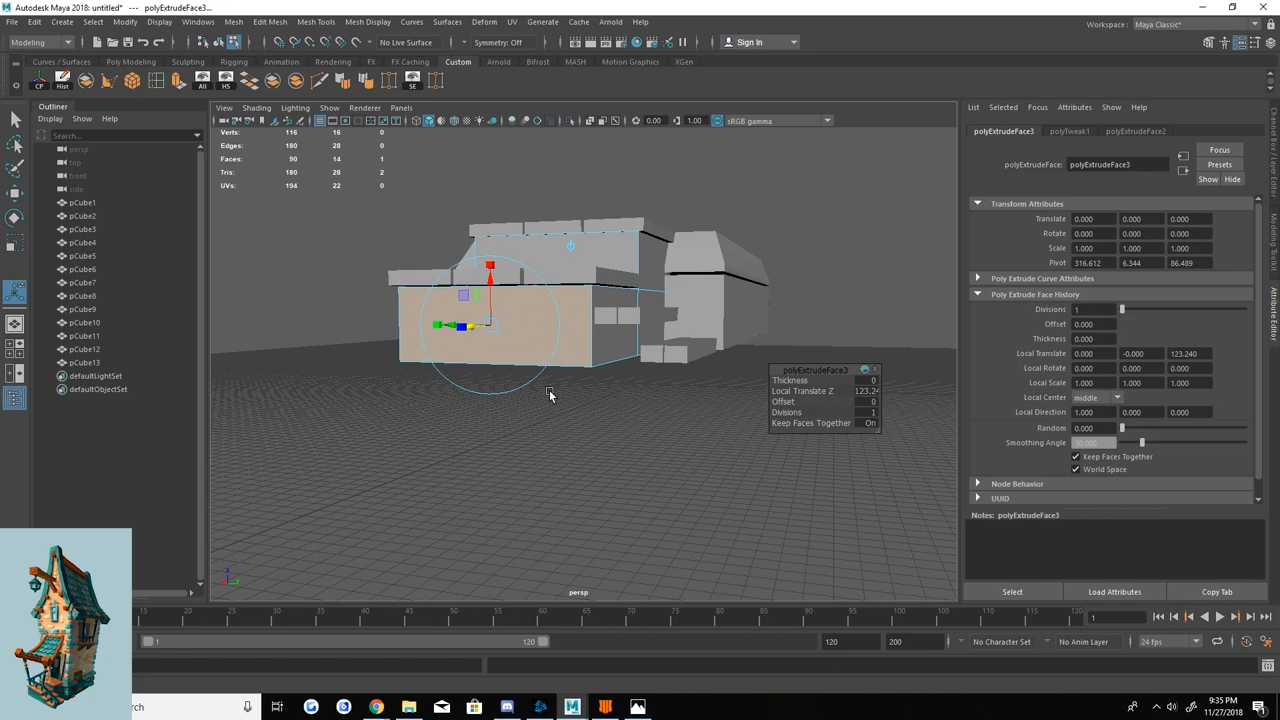 Autodesk Maya 2018: untitled* --- polyExtrudeFace3...
File Edit Create Select Modify Display Windows Mesh Edit Mesh Mesh Tools Mesh Display Curves Surfaces Deform UV Generate Cache Arnold Help
Workspace : Maya Classic*
Modeling No Live Surface Symmetry: Off Sign In
Curves / Surfaces Poly Modeling Sculpting Rigging Animation Rendering FX FX Caching Custom Arnold Bifrost MASH Motion Graphics XGen
CP Hist All HS SE
Outliner
Display Show Help
Search...
persp
top
front
side
pCube1
pCube2
pCube3
pCube4
pCube5
pCube6
pCube7
pCube8
pCube9
pCube10
pCube11
pCube12
pCube13
defaultLightSet
defaultObjectSet
View Shading Lighting Show Renderer Panels
0.00 1.00 sRGB gamma
Verts: 116 16 0
Edges: 180 28 0
Faces: 90 14 1
Tris: 180 28 2
UVs: 194 22 0
polyExtrudeFace3
Thickness 0
Local Translate Z 123.24
Offset 0
Divisions 1
Keep Faces Together On
persp
List Selected Focus Attributes Show Help
polyExtrudeFace3 polyTweak1 polyExtrudeFace2
polyExtrudeFace: polyExtrudeFace3
Focus
Presets
Show Hide
Transform Attributes
Translate 0.000 0.000 0.000
Rotate 0.000 0.000 0.000
Scale 1.000 1.000 1.000
Pivot 316.612 6.344 86.489
Poly Extrude Curve Attributes
Poly Extrude Face History
Divisions 1
Offset 0.000
Thickness 0.000
Local Translate 0.000 -0.000 123.240
Local Rotate 0.000 0.000 0.000
Local Scale 1.000 1.000 1.000
Local Center middle
Local Direction 1.000 0.000 0.000
Random 0.000
Smoothing Angle 30.000
Keep Faces Together
World Space
Node Behavior
UUID
Notes: polyExtrudeFace3
Select Load Attributes Copy Tab
Channel Box / Layer Editor
Modeling Toolkit
Attribute Editor
15 20 25 30 35 40 45 50 55 60 65 70 75 80 85 90 95 100 105 110 115 120 1
1 120 120 200 No Character Set No Anim Layer 24 fps
9:35 PM
11/27/2018